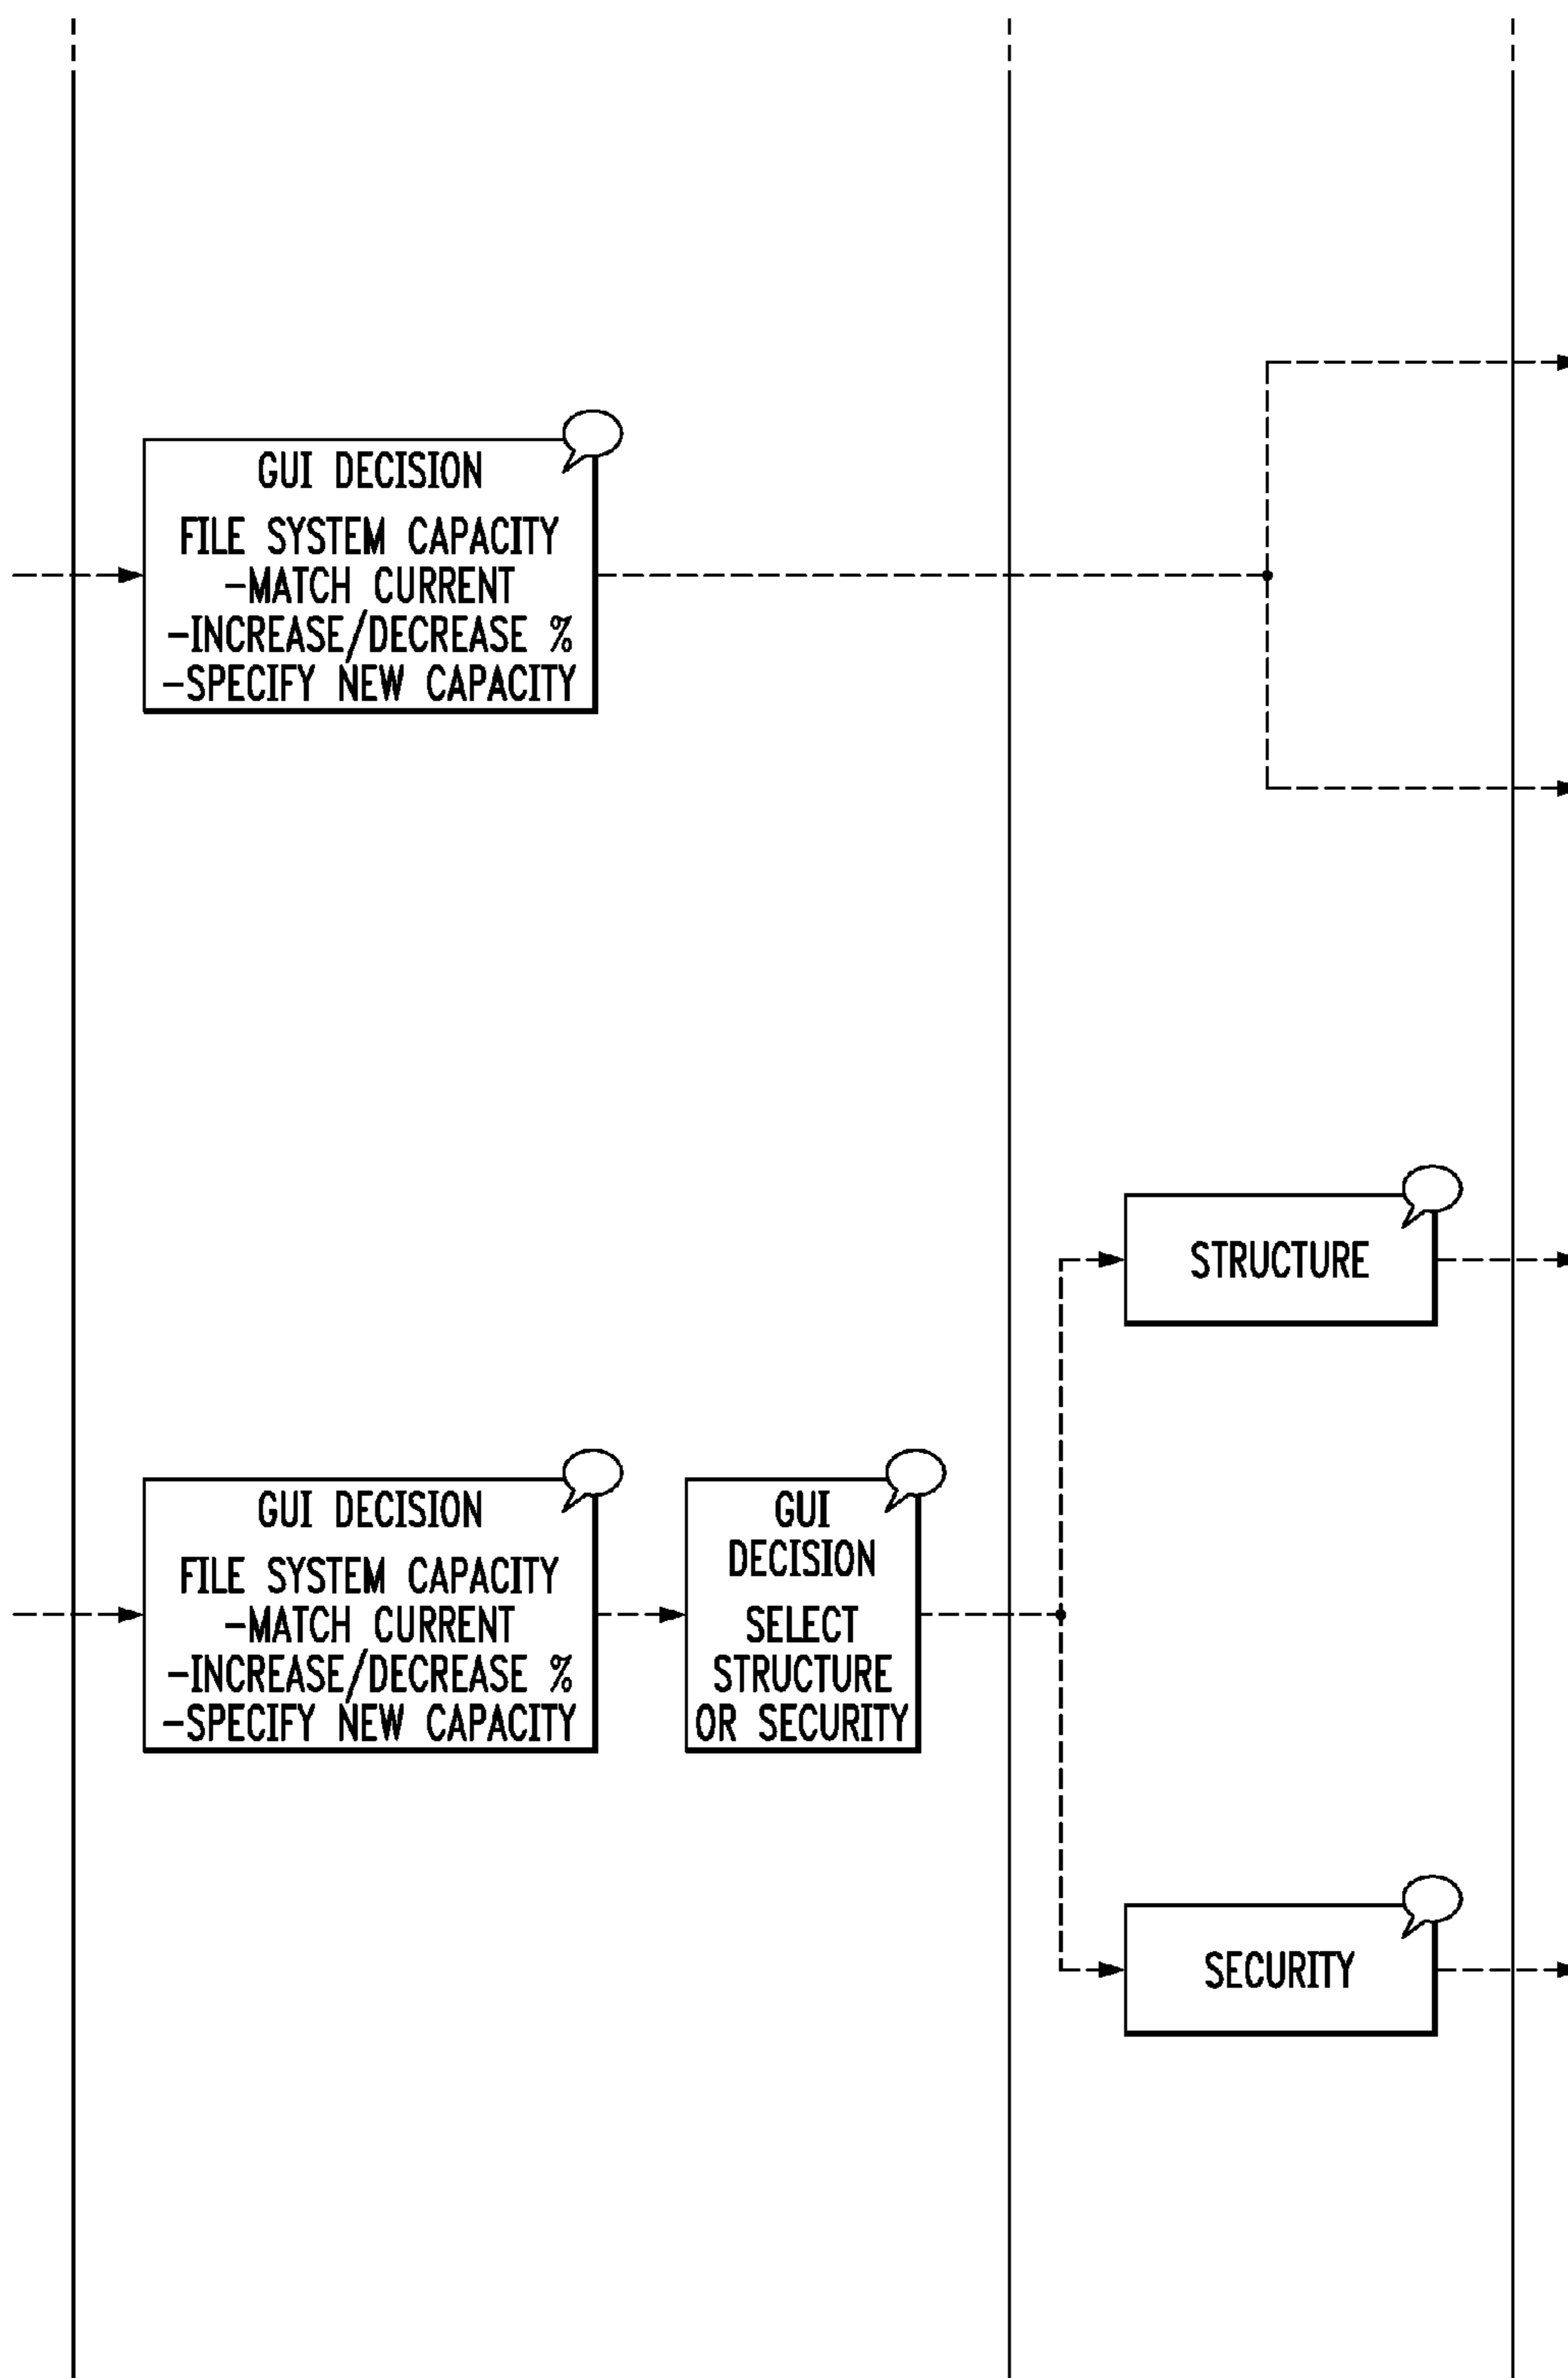 GUI DECISION
FILE SYSTEM CAPACITY
-MATCH CURRENT
-INCREASE/DECREASE %
-SPECIFY NEW CAPACITY
STRUCTURE
GUI DECISION
FILE SYSTEM CAPACITY
-MATCH CURRENT
-INCREASE/DECREASE %
-SPECIFY NEW CAPACITY
GUI
DECISION
SELECT
STRUCTURE
OR SECURITY
SECURITY